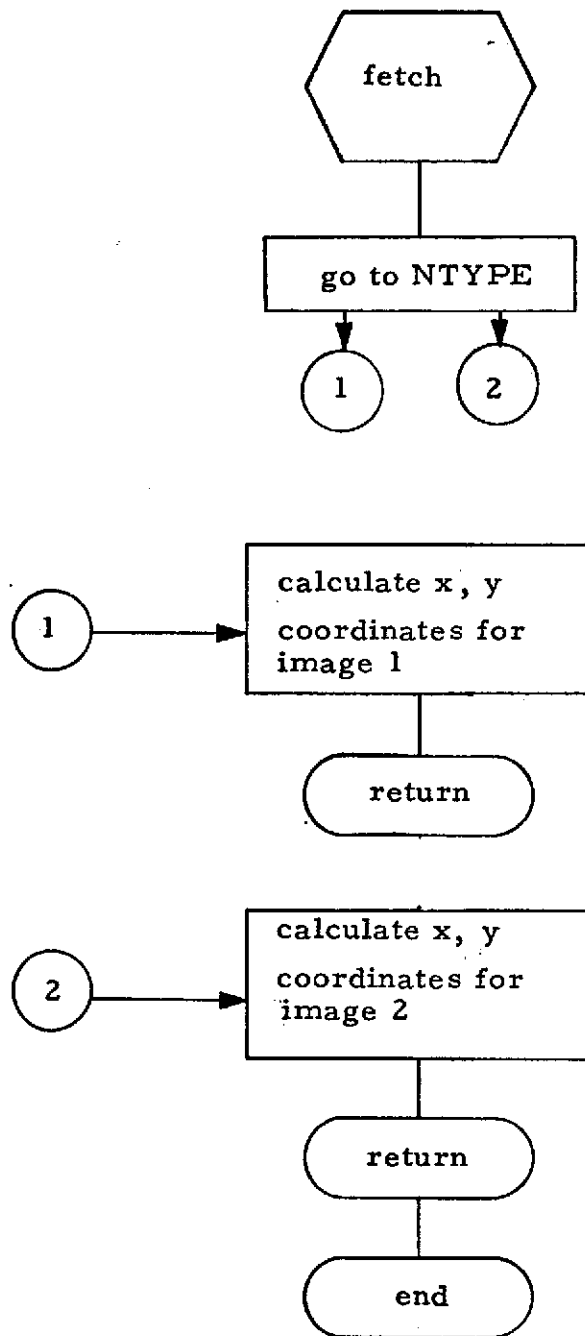 fetch
go to NTYPE
1
2
1
calculate x, y
coordinates for
image 1
return
2
calculate x, y
coordinates for
image 2
return
end